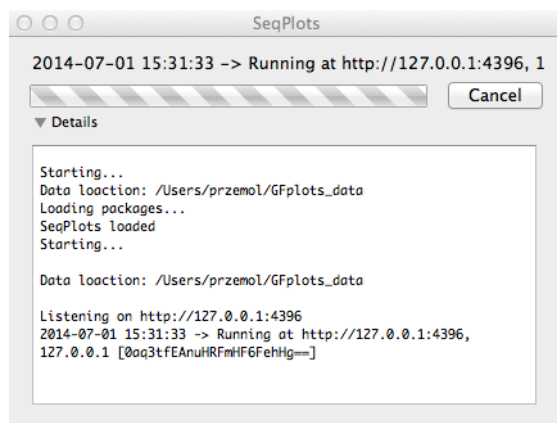 SeqPlots
2014-07-01 15:31:33 -> Running at http://127.0.0.1:4396, 1
Cancel
Details
Starting...
Data loaction: /Users/przemol/GFplots_data
Loading packages...
SeqPlots loaded
Starting...
Data loaction: /Users/przemol/GFplots_data
Listening on http://127.0.0.1:4396
2014-07-01 15:31:33 -> Running at http://127.0.0.1:4396,
127.0.0.1 [0aq3tfEAnuHRFmHF6FehHg==]